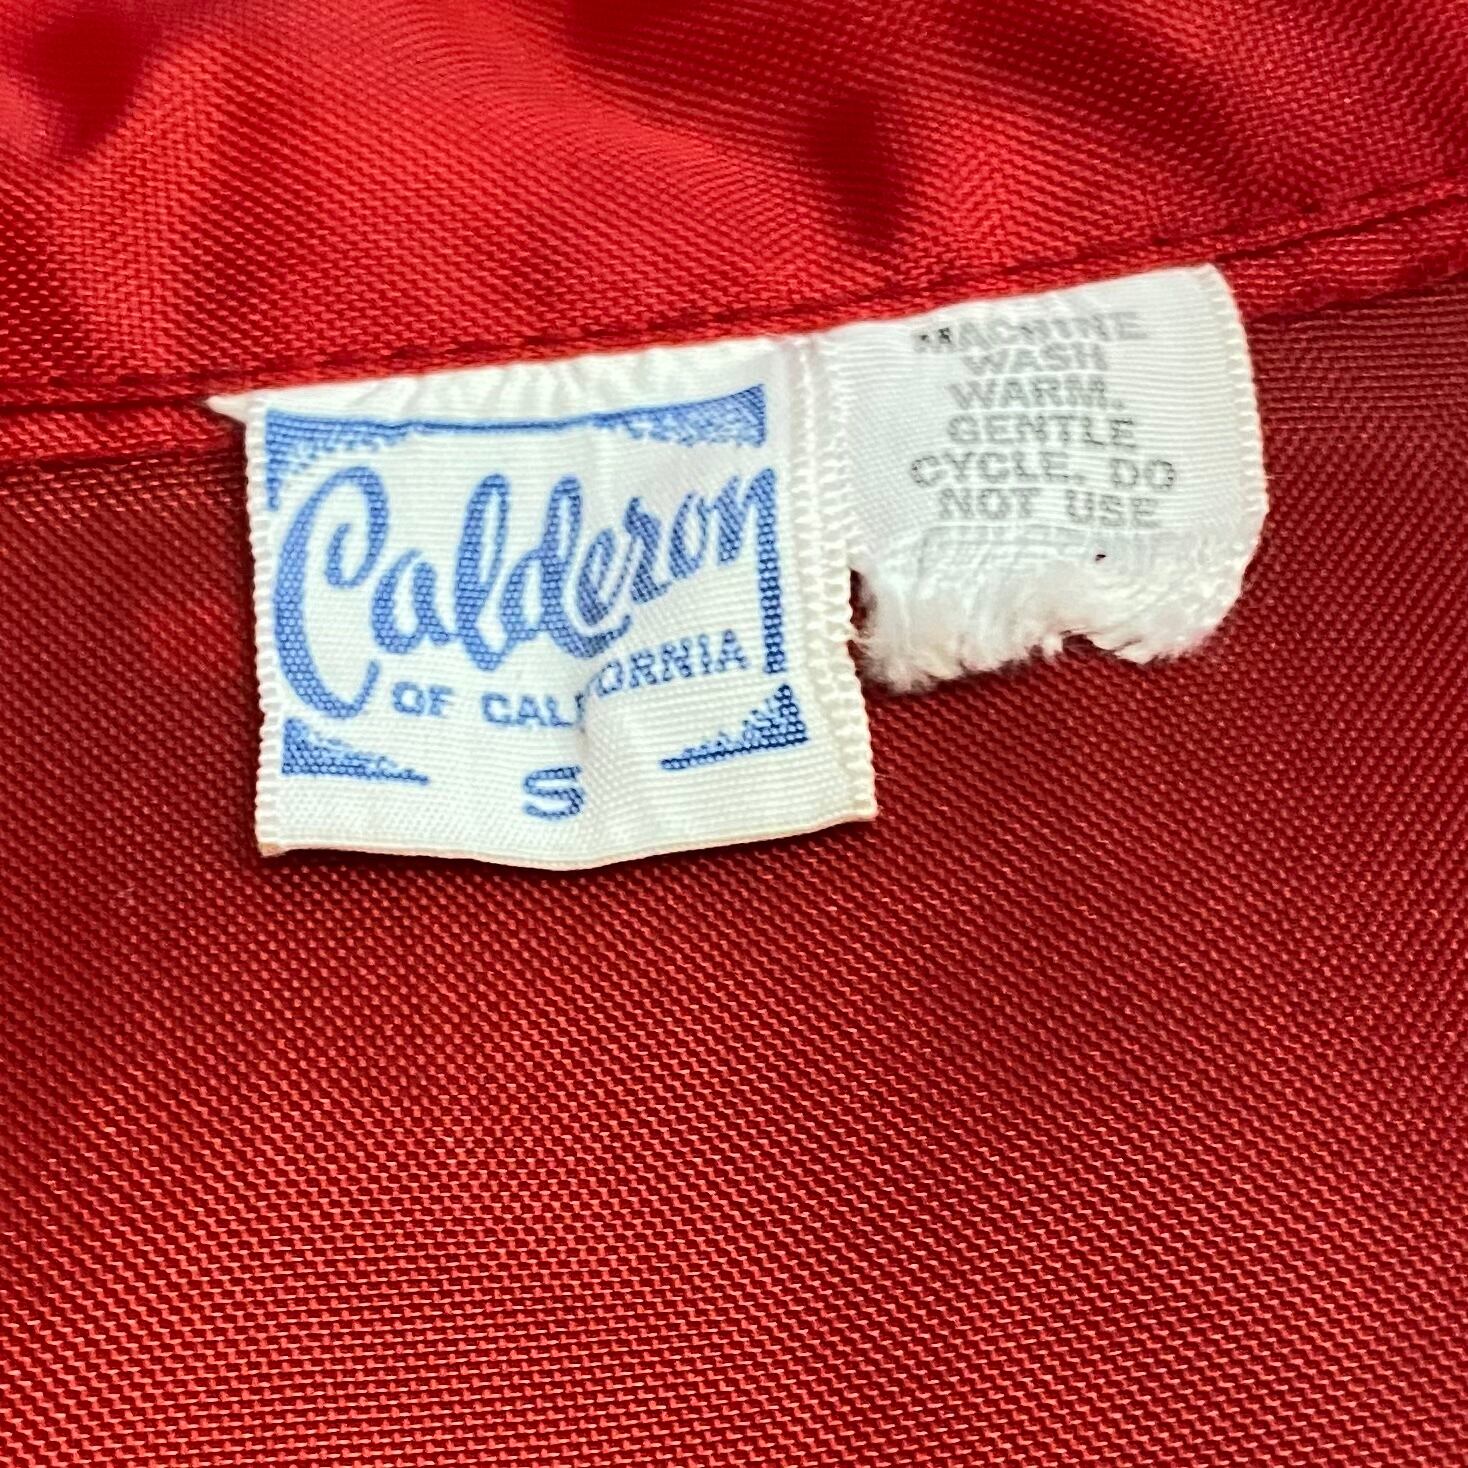 Calderon
OF CALIFORNIA
S
MACHINE
WASH
WARM.
GENTLE
CYCLE. DO
NOT USE